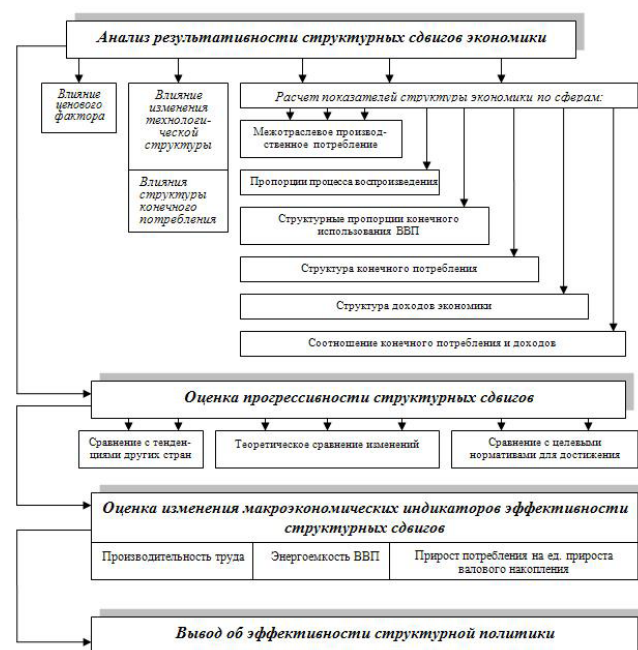 Анализ результативности структурных сдвигов экономики
Влияние
ценового
фактора
Влияние
изменения
технологи-
ческой
структуры
Влияния
структуры
конечного
потребления
Расчет показателей структуры экономики по сферам:
Межотраслевое производ-
ственное потребление
Пропорции процесса воспроизведения
Структурные пропорции конечного
использования ВВП
Структура конечного потребления
Структура доходов экономики
Соотношение конечного потребления и доходов
Оценка прогрессивности структурных сдвигов
Сравнение с тенден-
циями других стран
Теоретическое сравнение изменений
Сравнение с целевыми
нормативами для достижения
Оценка изменения макроэкономических индикаторов эффективности
структурных сдвигов
Производительность труда
Энергоемкость ВВП
Прирост потребления на ед. прироста
валового накопления
Вывод об эффективности структурной политики